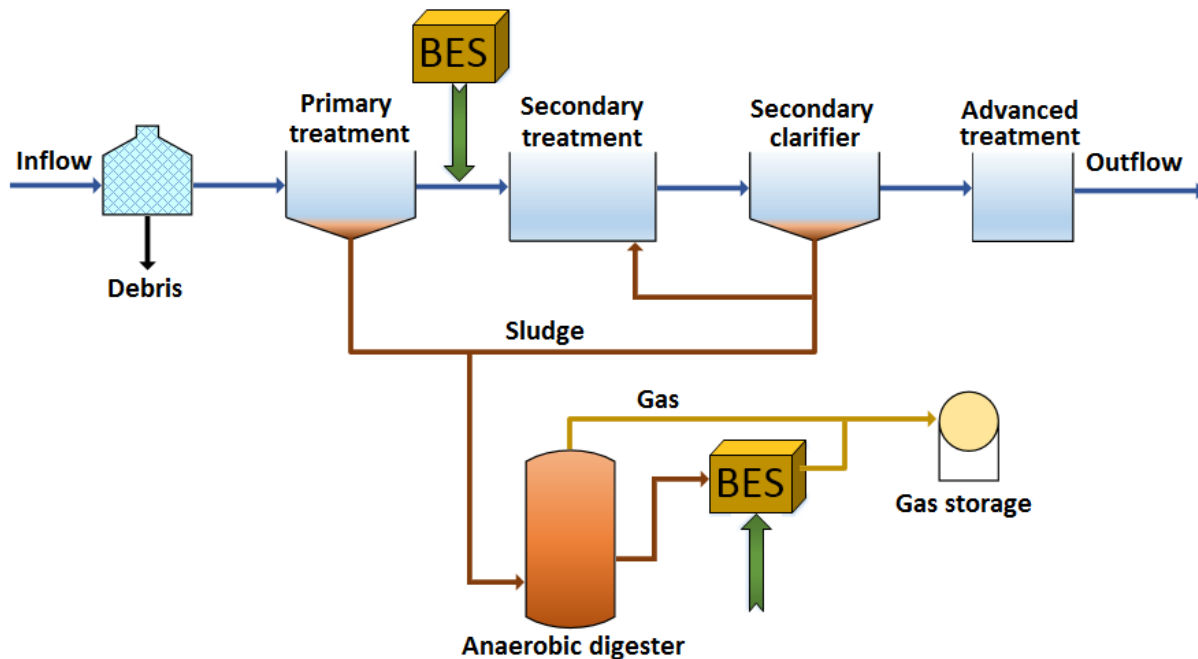 BES
Primary
treatment
Secondary
treatment
Secondary
clarifier
Advanced
treatment
Inflow
Outflow
Debris
Sludge
Gas
BES
Gas storage
Anaerobic digester